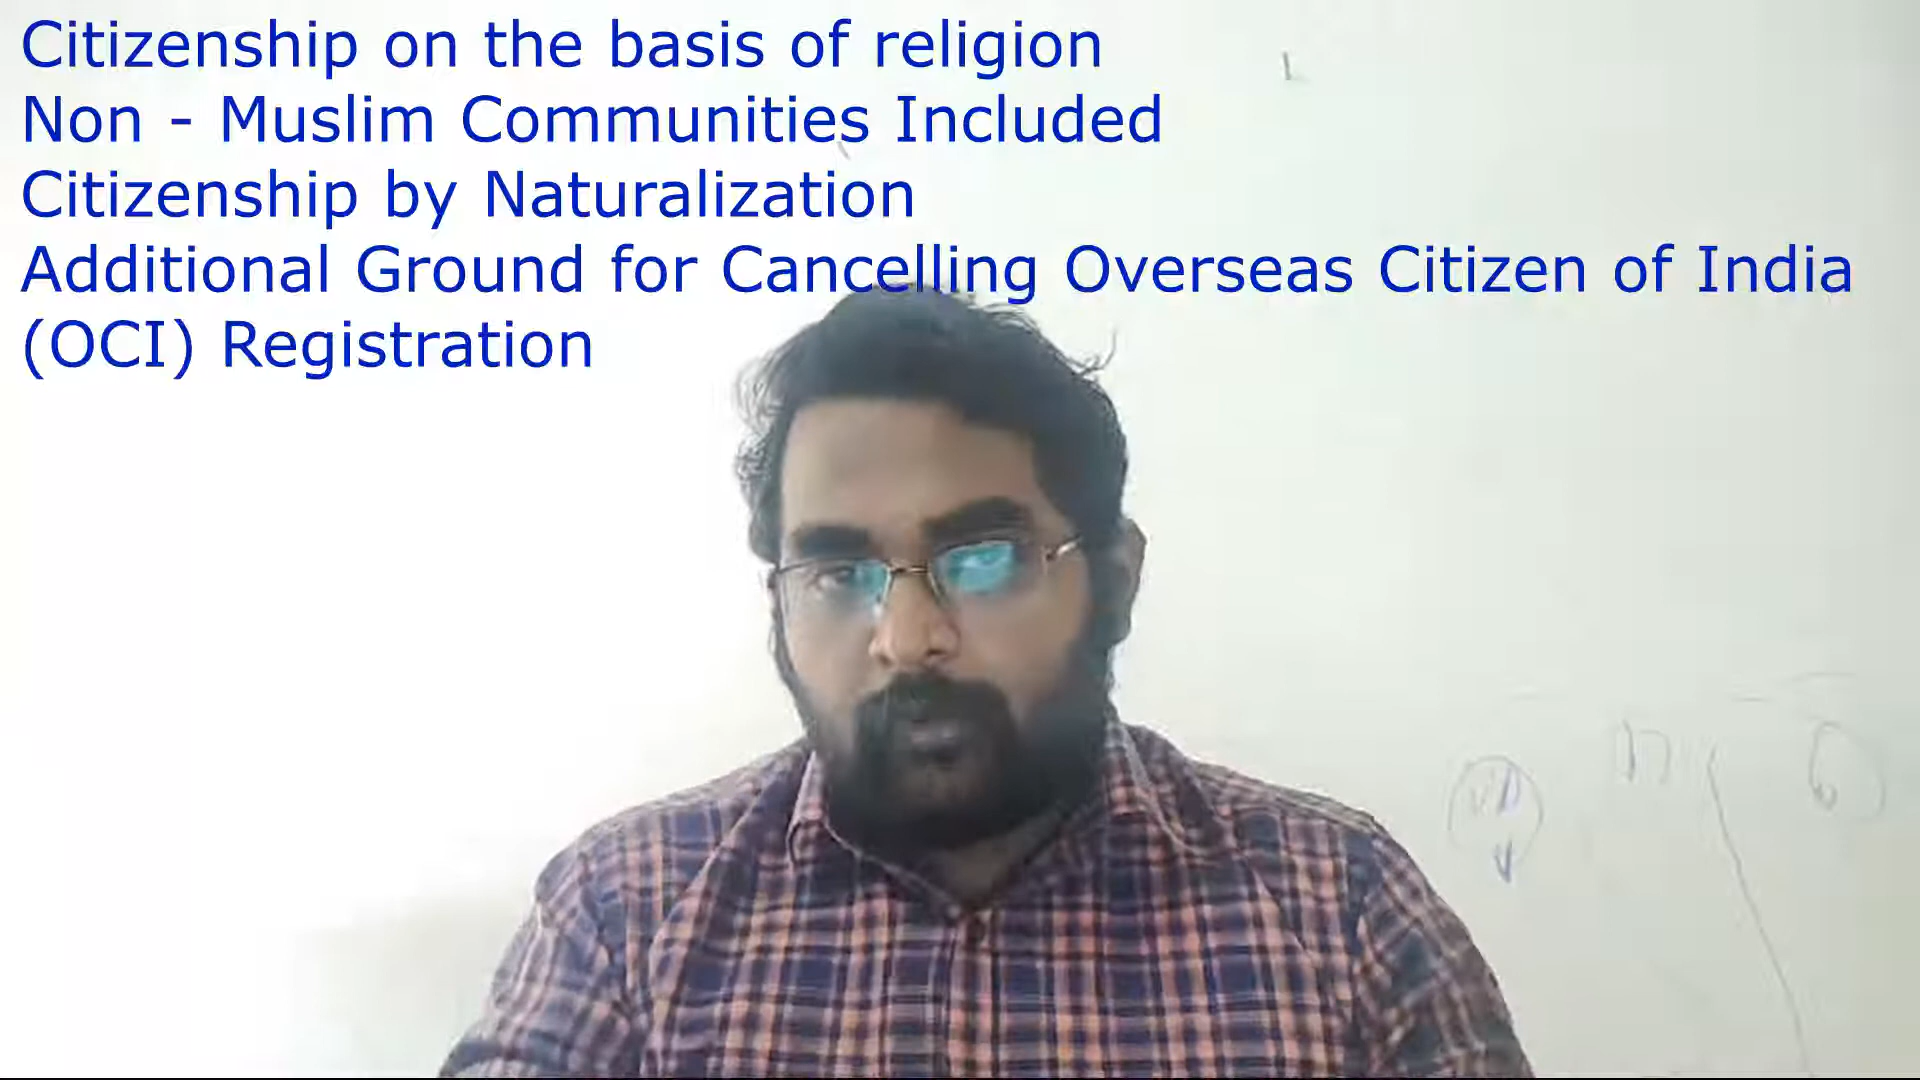 Citizenship on the basis of religion
Non - Muslim Communities Included
Citizenship by Naturalization
Additional Ground for Cancelling Overseas Citizen of India
(OCI) Registration